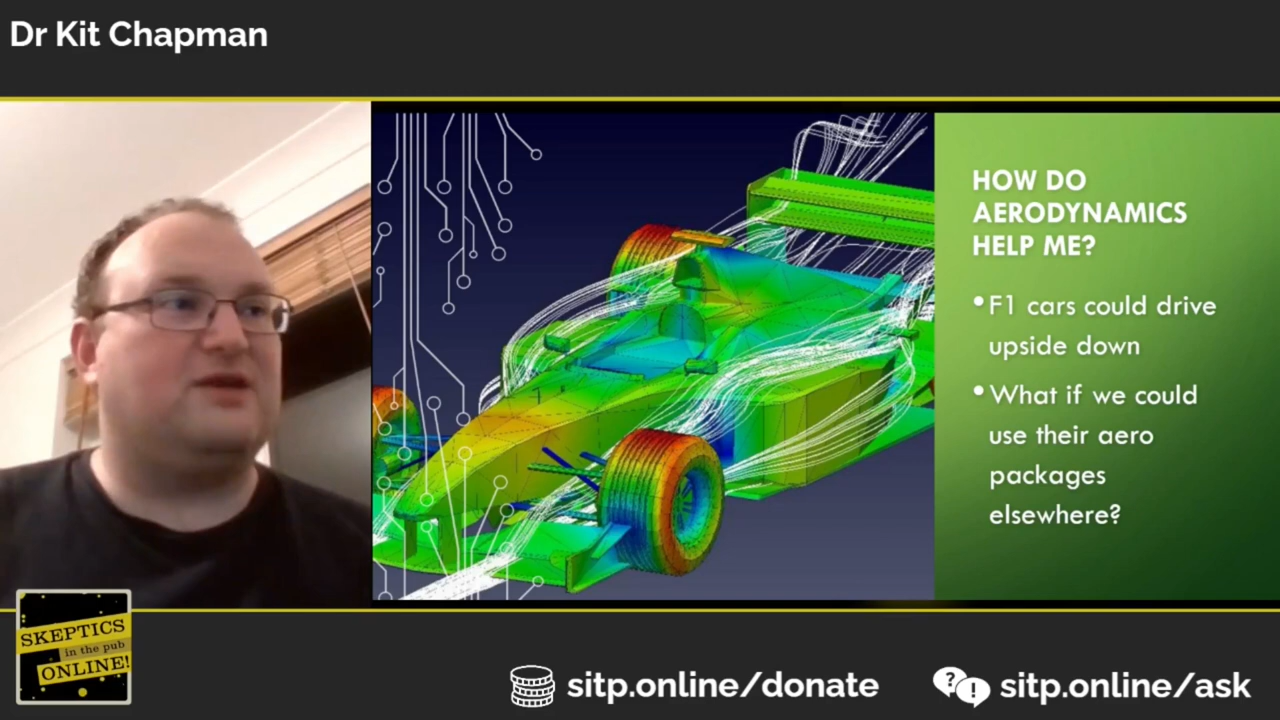 Dr Kit Chapman
HOW DO
AERODYNAMICS
HELP ME?
• F1 cars could drive
upside down
• What if we could
use their aero
packages
elsewhere?
SKEPTICS
in the pub
ONLINE!
sitp.online/donate
sitp.online/ask